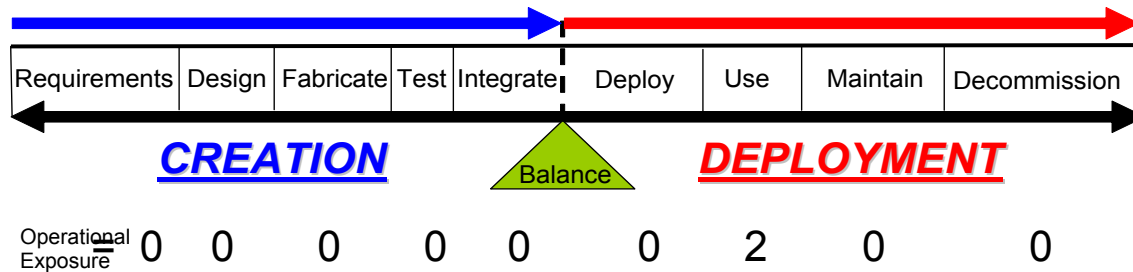 Requirements Design Fabricate Test Integrate Deploy Use Maintain Decommission
CREATION DEPLOYMENT
Balance
Operational
Exposure = 0 0 0 0 0 0 2 0 0